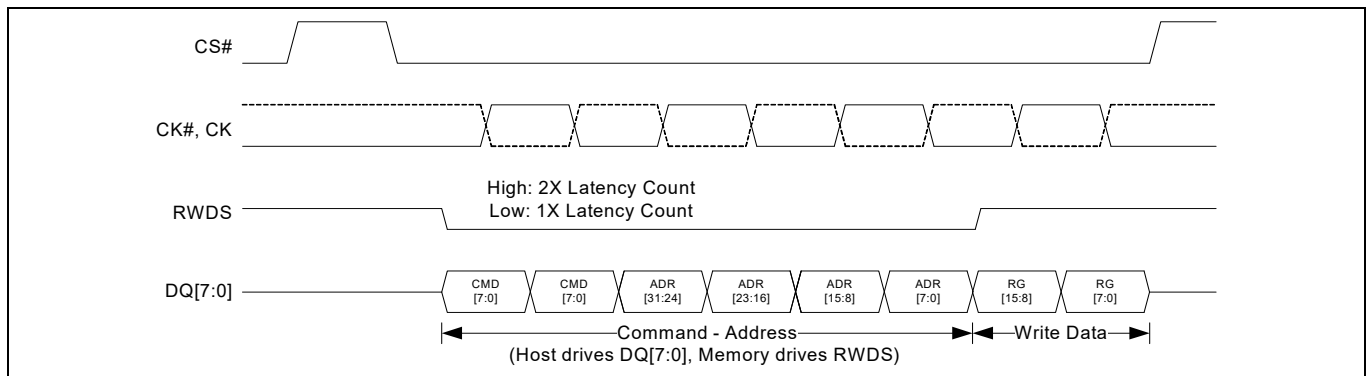 CS#
CK#, CK
High: 2X Latency Count
Low: 1X Latency Count
RWDS
DQ[7:0]
CMD
[7:0]
CMD
[7:0]
ADR
[31:24]
ADR
[23:16]
ADR
[15:8]
ADR
[7:0]
RG
[15:8]
RG
[7:0]
Command - Address
Write Data
(Host drives DQ[7:0], Memory drives RWDS)